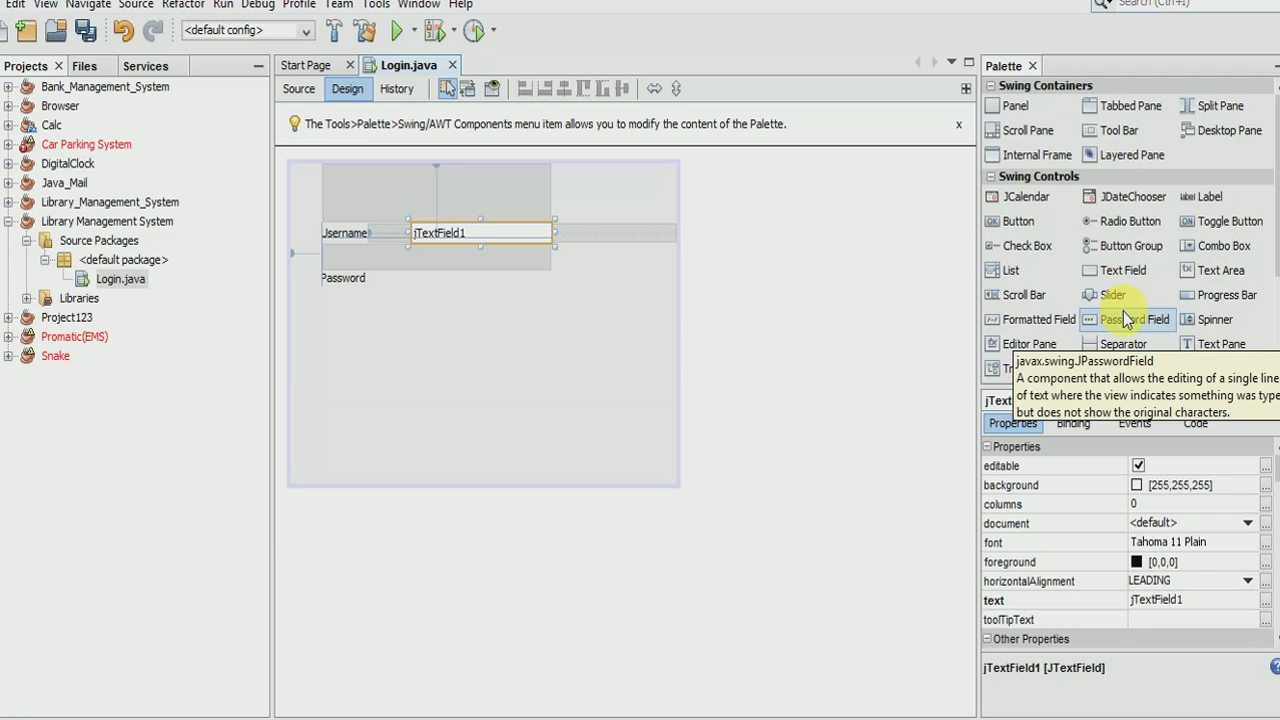 Edit View Navigate Source Refactor Run Debug Profile Team Tools Window Help
Search (Ctrl+I)
<default config>
Projects Files Services
Bank_Management_System
Browser
Calc
Car Parking System
DigitalClock
Java_Mail
Library_Management_System
Library Management System
Source Packages
<default package>
Login.java
Libraries
Project123
Promatic(EMS)
Snake
Start Page Login.java
Source Design History
The Tools>Palette>Swing/AWT Components menu item allows you to modify the content of the Palette.
x
Username jTextField1
Password
Palette
Swing Containers
Panel Tabbed Pane Split Pane
Scroll Pane Tool Bar Desktop Pane
Internal Frame Layered Pane
Swing Controls
JCalendar JDateChooser Label
Button Radio Button Toggle Button
Check Box Button Group Combo Box
List Text Field Text Area
Scroll Bar Slider Progress Bar
Formatted Field Password Field Spinner
Editor Pane Separator Text Pane
javax.swing.JPasswordField
A component that allows the editing of a single line
of text where the view indicates something was type
but does not show the original characters.
Properties Binding Events Code
Properties
editable
background [255,255,255]
columns 0
document <default>
font Tahoma 11 Plain
foreground [0,0,0]
horizontalAlignment LEADING
text jTextField1
toolTipText
Other Properties
jTextField1 [JTextField]